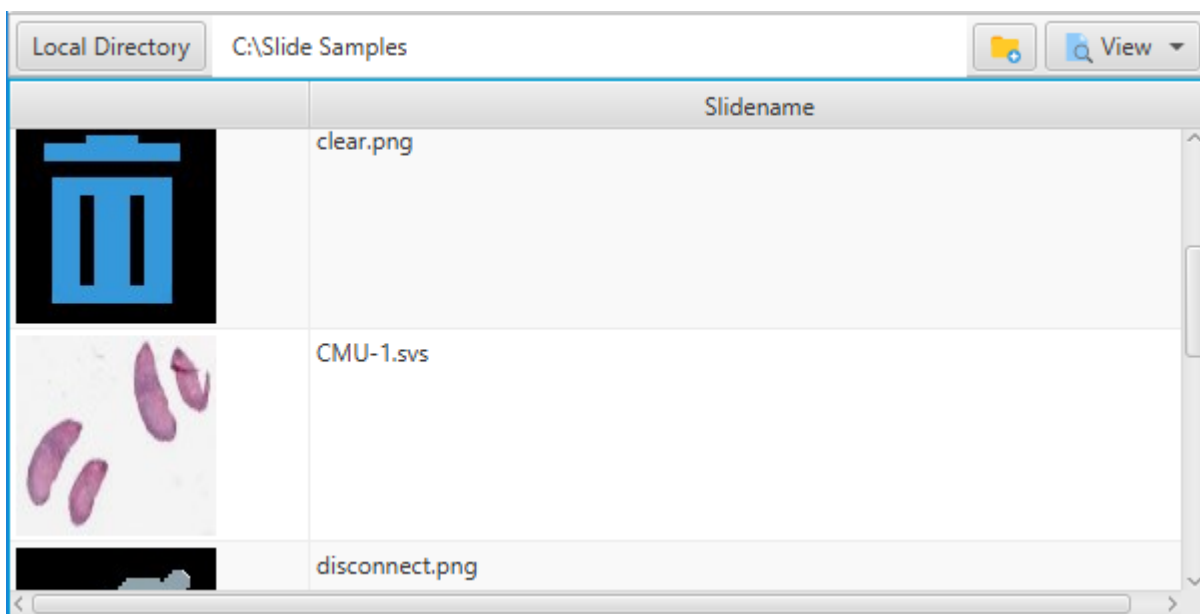 Local Directory C:\Slide Samples View
Slidename
clear.png
CMU-1.svs
disconnect.png